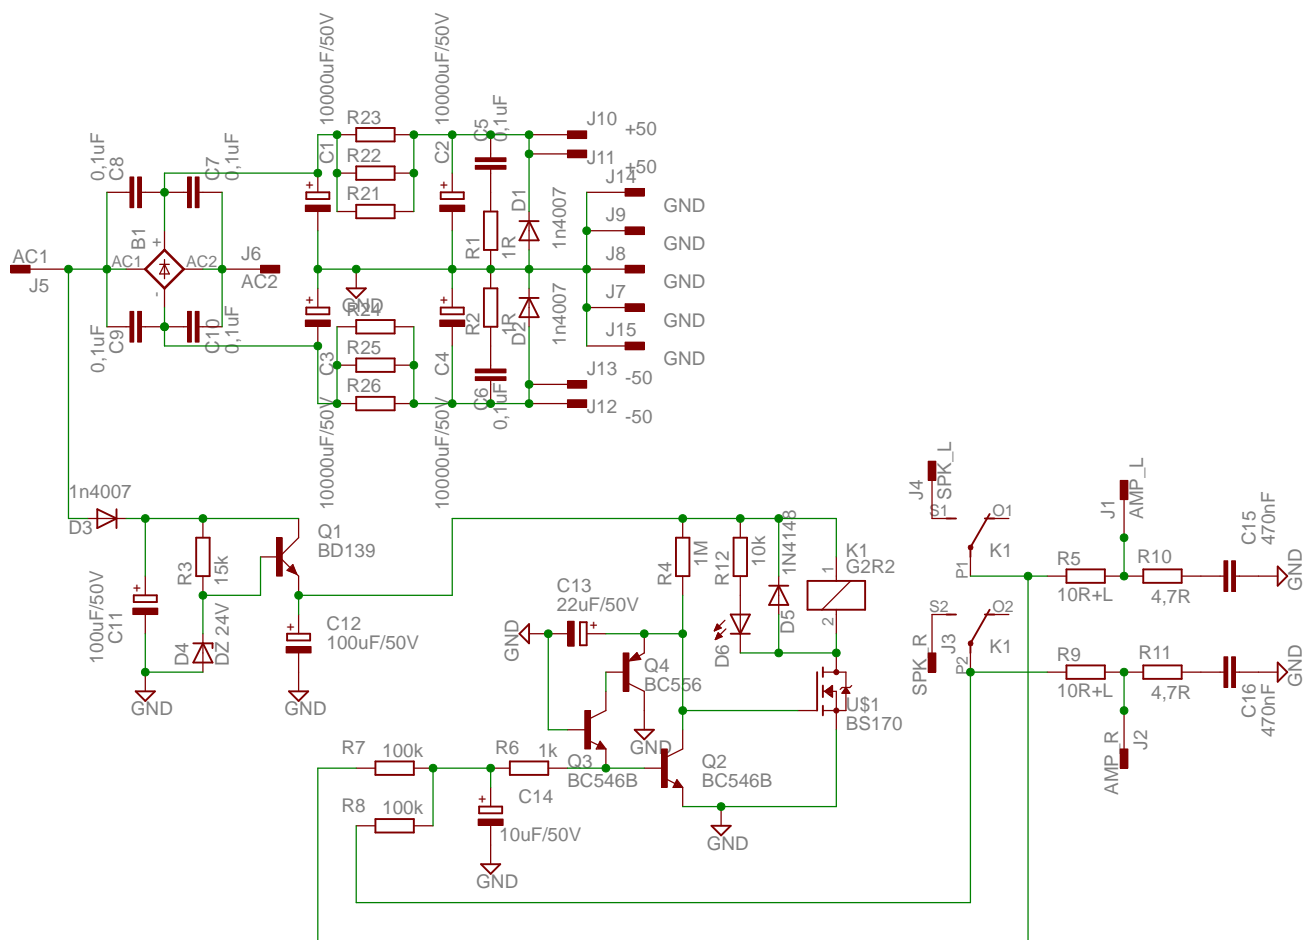 10000uF/50V
10000uF/50V
R23
C1
C2
C5
0,1uF
J10
+50
J11
+50
R22
J14
0,1uF
C8
C7
0,1uF
R21
D1
1n4007
GND
J9
GND
R1
1R
B1
+
-
AC1
AC1
AC2
J6
AC2
J5
J8
GND
GND
R24
R2
1R
D2
1n4007
J7
GND
J15
GND
0,1uF
C9
C10
0,1uF
C3
R25
C4
R26
C6
0,1uF
J13
-50
J12
-50
10000uF/50V
10000uF/50V
1n4007
D3
Q1
BD139
R3
15k
100uF/50V
C11
D4
DZ 24V
C12
100uF/50V
GND
GND
C13
22uF/50V
GND
R4
1M
R12
10k
1N4148
D5
D6
K1
G2R2
1
2
Q4
BC556
GND
U$1
BS170
Q3
BC546B
Q2
BC546B
GND
R7
100k
R6
1k
R8
100k
C14
10uF/50V
GND
J4
SPK_L
S1
O1
K1
P1
J1
AMP_L
R5
10R+L
R10
4,7R
C15
470nF
GND
S2
O2
K1
P2
SPK_R
J3
R9
10R+L
R11
4,7R
C16
470nF
GND
AMP_R
J2